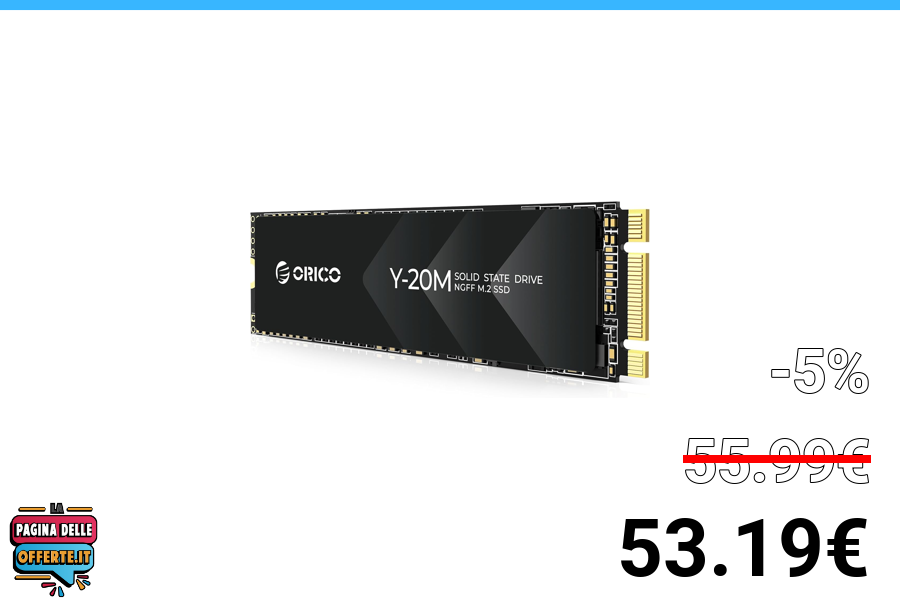 ORICO
Y-20M
SOLID STATE DRIVE
NGFF M.2 SSD
-5%
55.99€
53.19€
LA
PAGINA DELLE
OFFERTE.IT